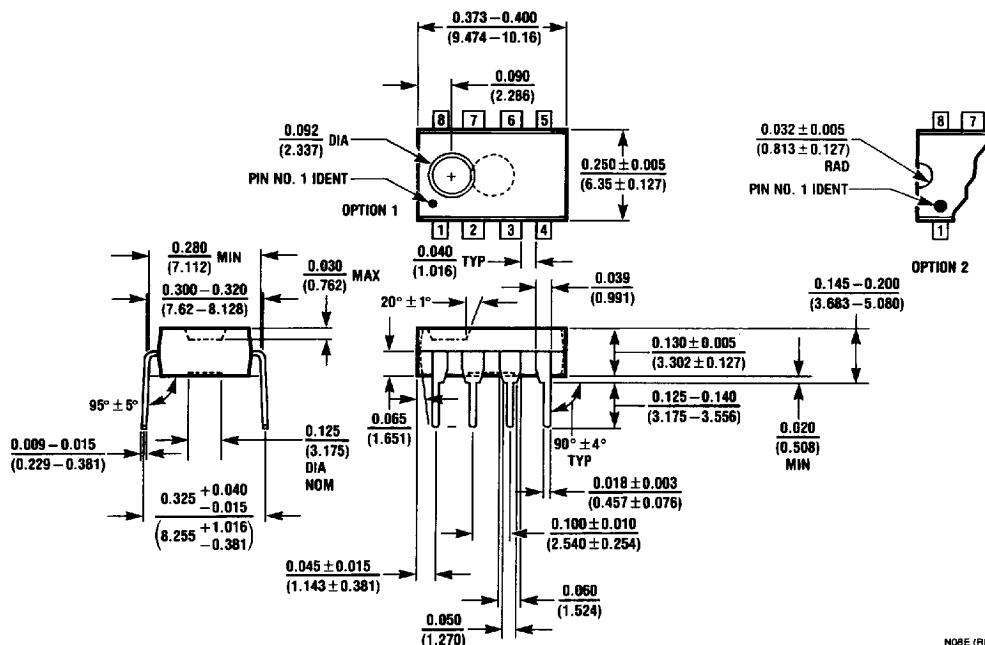 0.373 – 0.400
(9.474 – 10.16)
0.090
(2.286)
8 7 6 5
0.092 DIA
(2.337)
PIN NO. 1 IDENT
OPTION 1
0.250 ± 0.005
(6.35 ± 0.127)
1 2 3 4
0.032 ± 0.005
(0.813 ± 0.127)
RAD
PIN NO. 1 IDENT
8 7
1
OPTION 2
0.280 MIN
(7.112)
0.300 – 0.320
(7.62 – 8.128)
0.030 MAX
(0.762)
0.040 TYP
(1.016)
20° ± 1°
0.039
(0.991)
0.145 – 0.200
(3.683 – 5.080)
0.130 ± 0.005
(3.302 ± 0.127)
0.125 – 0.140
(3.175 – 3.556)
0.020
(0.508)
MIN
95° ± 5°
0.009 – 0.015
(0.229 – 0.381)
0.125
(3.175)
DIA
NOM
0.325 +0.040
−0.015
(8.255 +1.016
−0.381)
0.065
(1.651)
90° ± 4°
TYP
0.018 ± 0.003
(0.457 ± 0.076)
0.100 ± 0.010
(2.540 ± 0.254)
0.045 ± 0.015
(1.143 ± 0.381)
0.060
(1.524)
0.050
(1.270)
N08E